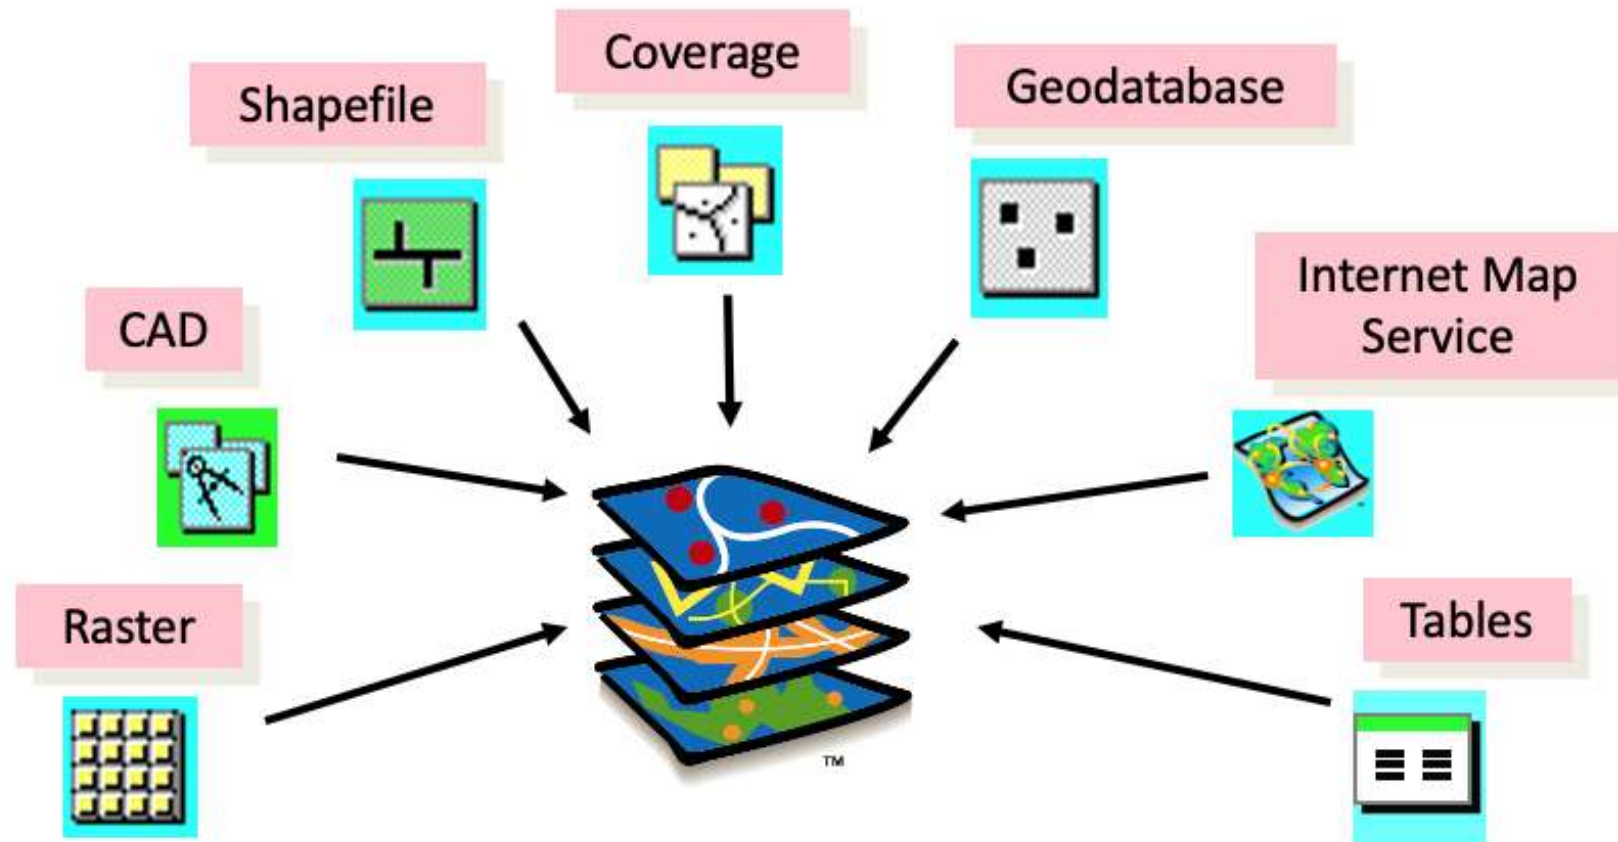 Coverage
Geodatabase
Shapefile
Internet Map
Service
CAD
Raster
Tables
TM